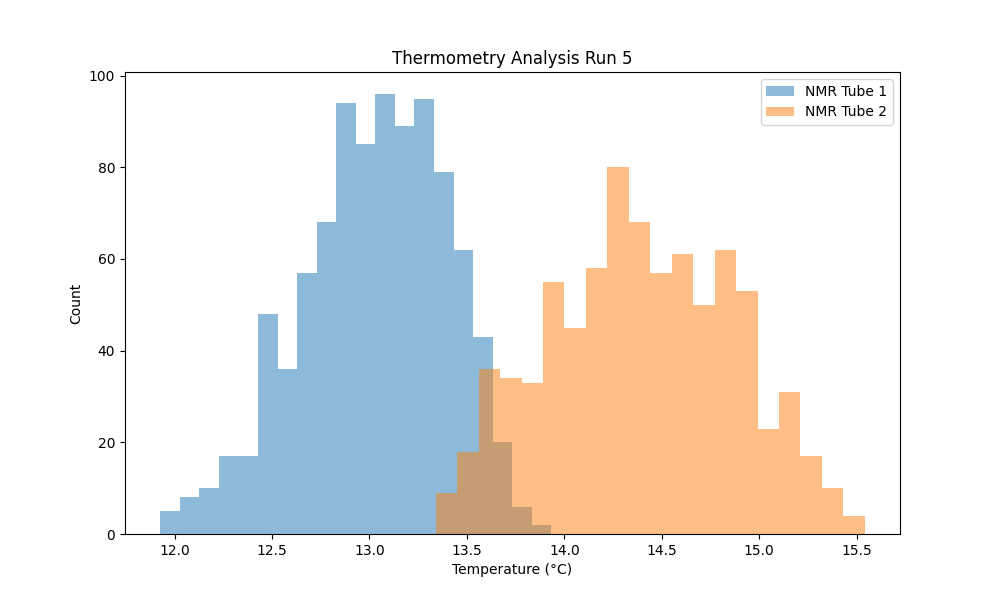 Thermometry Analysis Run 5
NMR Tube 1
NMR Tube 2
Count
100
80
60
40
20
0
12.0 12.5 13.0 13.5 14.0 14.5 15.0 15.5
Temperature (°C)